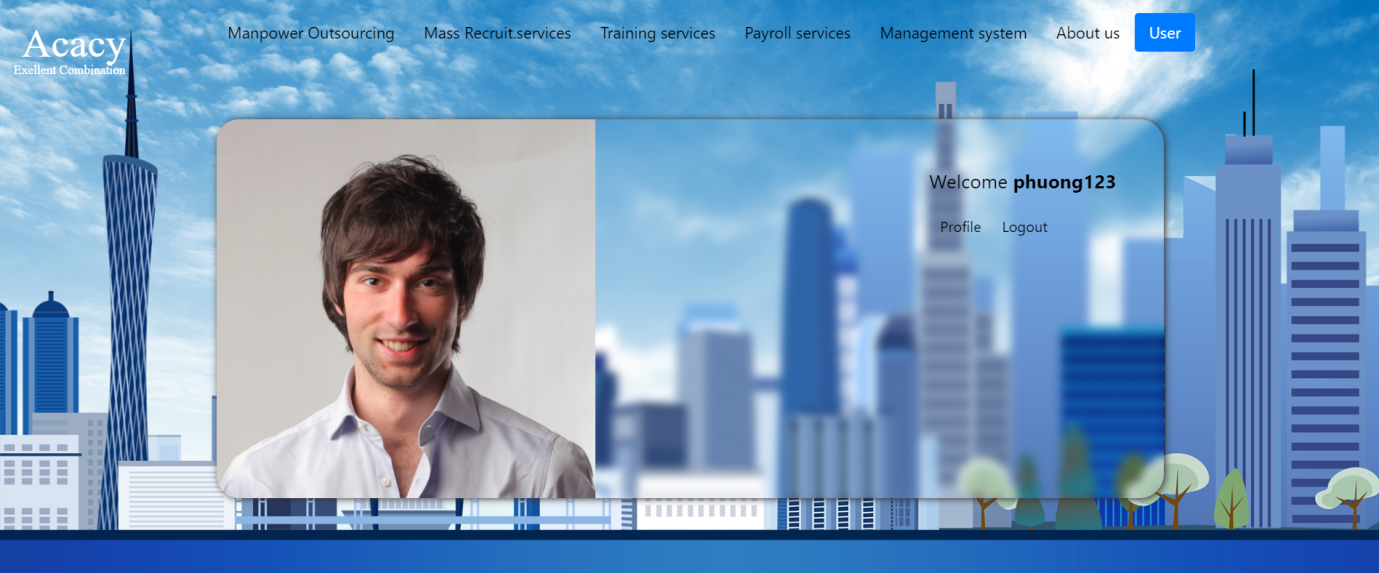 Acacy
Exellent Combination
Manpower Outsourcing Mass Recruit.services Training services Payroll services Management system About us User
Welcome phuong123
Profile Logout